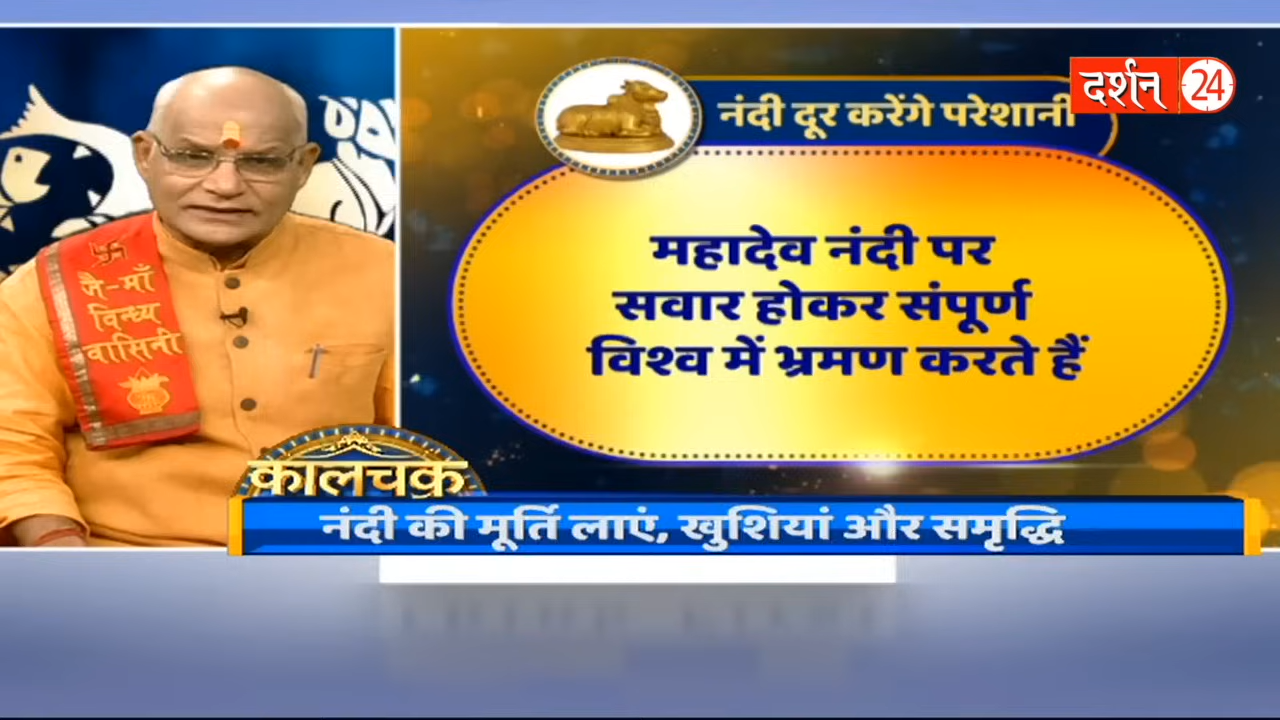 दर्शन 24
नंदी दूर करेंगे परेशानी
महादेव नंदी पर
सवार होकर संपूर्ण
विश्व में भ्रमण करते हैं
जै-माँ
विन्ध्य
वासिनी
कालचक्र
नंदी की मूर्ति लाएं, खुशियां और समृद्धि